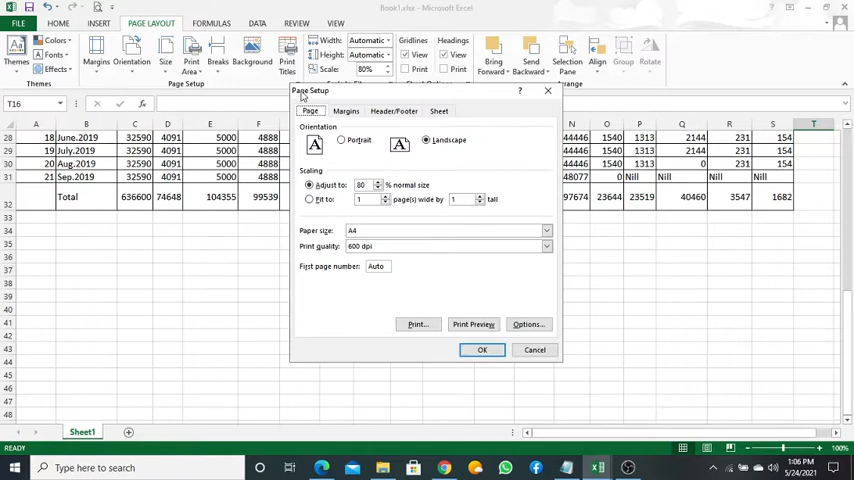 Book1.xlsx - Microsoft Excel
FILE HOME INSERT PAGE LAYOUT FORMULAS DATA REVIEW VIEW
Themes Colors Fonts Effects
Margins Orientation Size Print Area Breaks Background Print Titles
Width: Automatic
Height: Automatic
Scale: 80%
Gridlines Headings
View View
Print Print
Bring Forward Send Backward Selection Pane Align Group Rotate
Themes Page Setup Arrange
T16
Page Setup ?
Page Margins Header/Footer Sheet
Orientation
A Portrait A Landscape
Scaling
Adjust to: 80 % normal size
Fit to: 1 page(s) wide by 1 tall
Paper size: A4
Print quality: 600 dpi
First page number: Auto
Print... Print Preview Options...
OK Cancel
A B C D E F N O P Q R S T
28 18 June.2019 32590 4091 5000 4888 44446 1540 1313 2144 231 154
29 19 July.2019 32590 4091 5000 4888 44446 1540 1313 2144 231 154
30 20 Aug.2019 32590 4091 5000 4888 44446 1540 1313 0 231 154
31 21 Sep.2019 32590 4091 5000 4888 48077 0 Nill Nill Nill Nill
32 Total 636600 74648 104355 99539 97674 23644 23519 40460 3547 1682
33
34
35
36
37
38
39
40
41
42
43
44
45
46
47
48
Sheet1
READY 100%
Type here to search
1:06 PM
5/24/2021